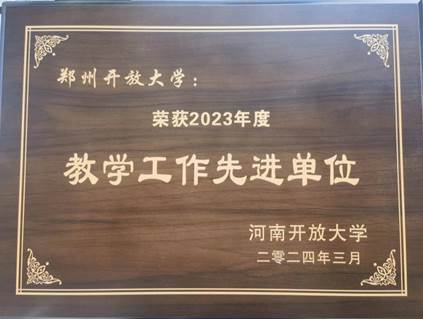 郑州开放大学：
荣获2023年度
教学工作先进单位
河南开放大学
二零二四年三月